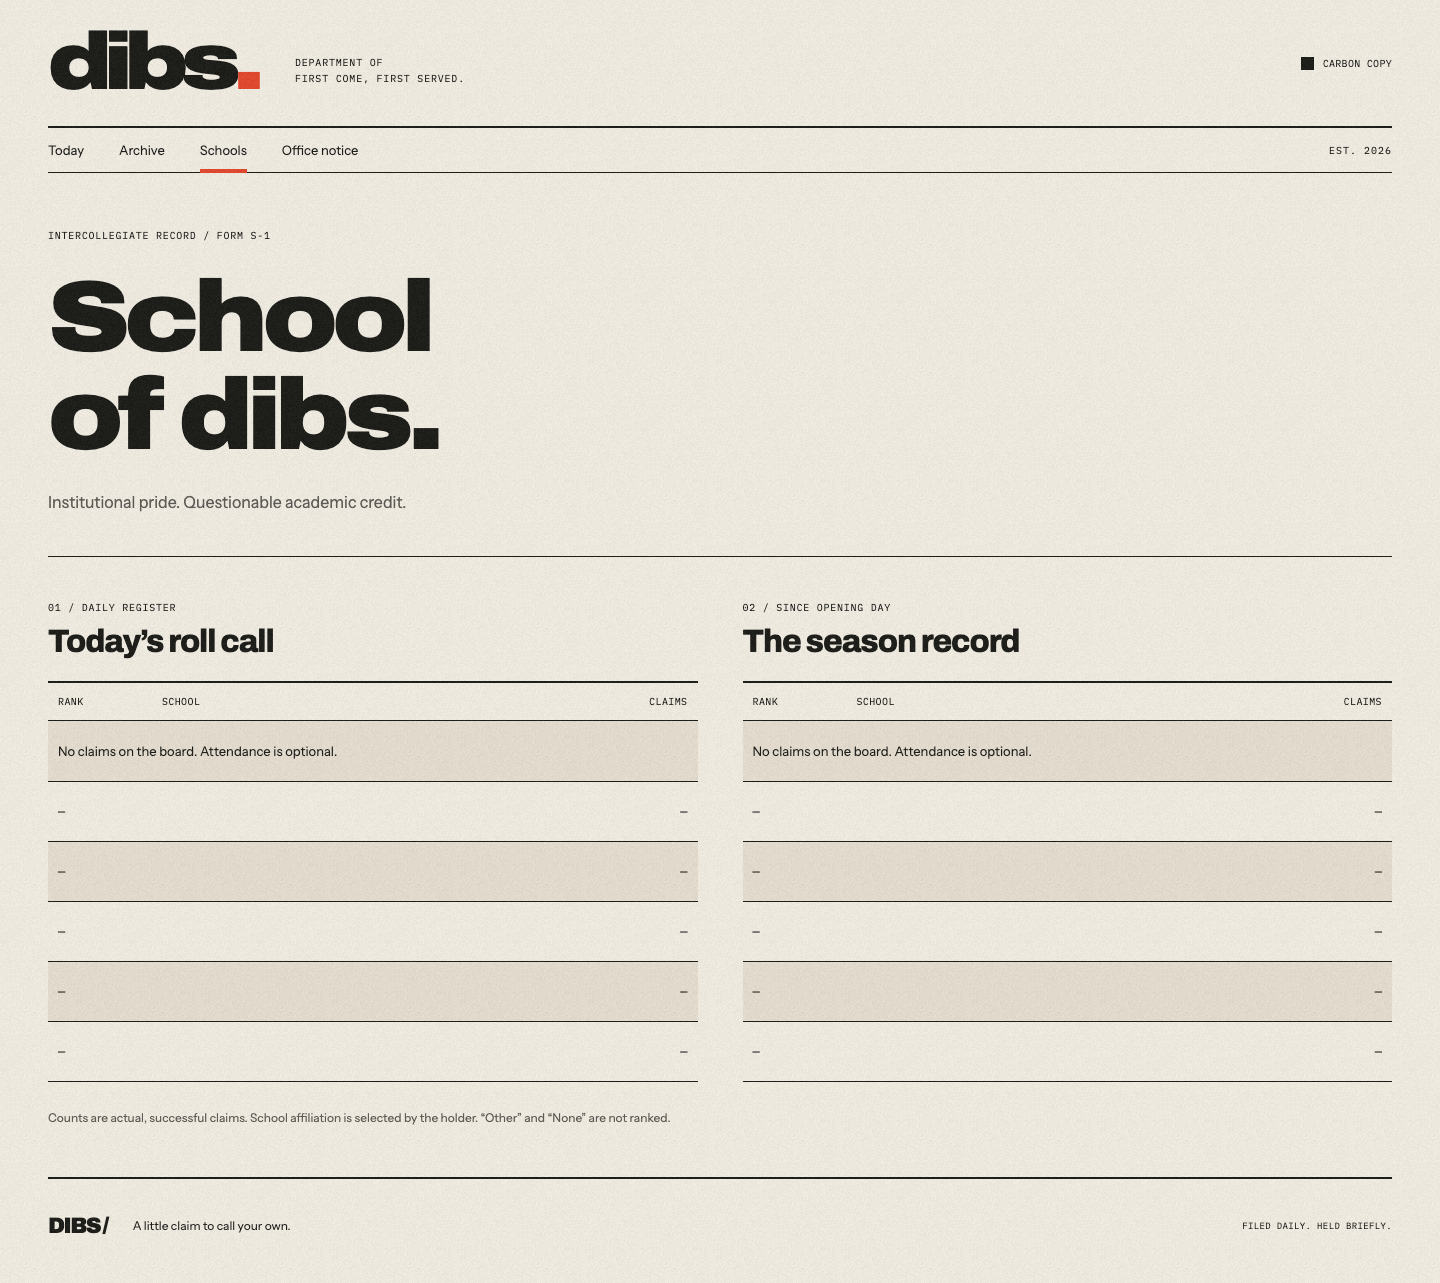 dibs.
DEPARTMENT OF
FIRST COME, FIRST SERVED.
CARBON COPY
Today Archive Schools Office notice
EST. 2026
INTERCOLLEGIATE RECORD / FORM S-1
School
of dibs.
Institutional pride. Questionable academic credit.
01 / DAILY REGISTER
Today’s roll call
RANK SCHOOL CLAIMS
No claims on the board. Attendance is optional.
— —
— —
— —
— —
— —
02 / SINCE OPENING DAY
The season record
RANK SCHOOL CLAIMS
No claims on the board. Attendance is optional.
— —
— —
— —
— —
— —
Counts are actual, successful claims. School affiliation is selected by the holder. “Other” and “None” are not ranked.
DIBS/ A little claim to call your own.
FILED DAILY. HELD BRIEFLY.